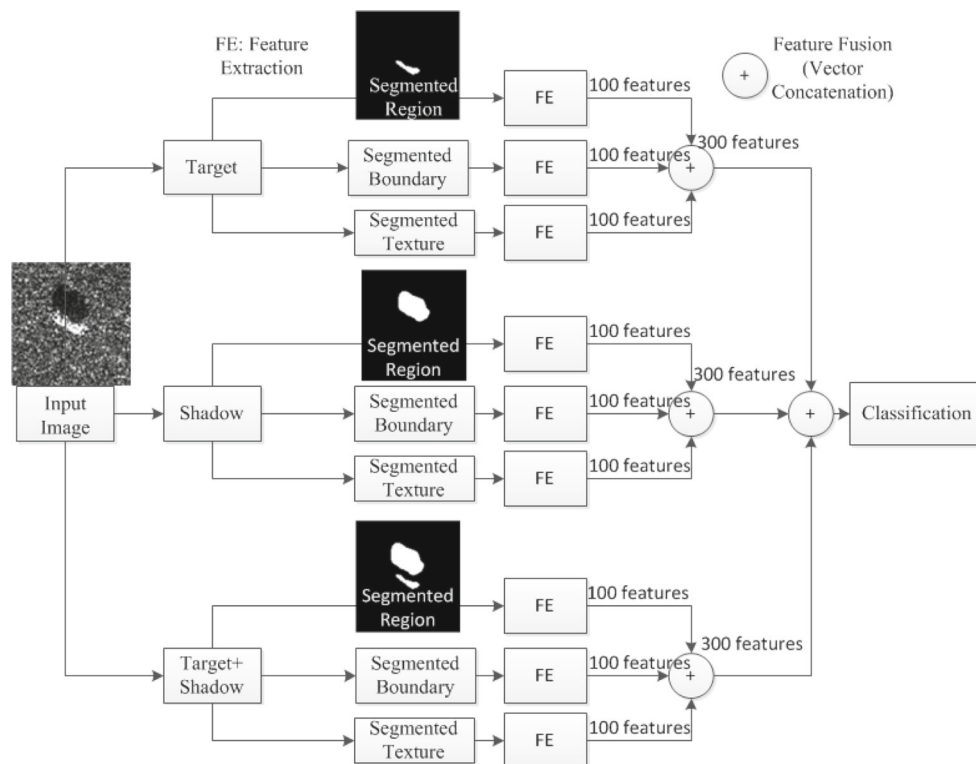 FE: Feature
Extraction
Feature Fusion
(Vector
Concatenation)
+
Segmented
Region
FE
100 features
Target
Segmented
Boundary
FE
100 features
+
300 features
Segmented
Texture
FE
100 features
Segmented
Region
FE
100 features
Input
Image
Shadow
Segmented
Boundary
FE
100 features
+
300 features
+
Classification
Segmented
Texture
FE
100 features
Segmented
Region
FE
100 features
Target+
Shadow
Segmented
Boundary
FE
100 features
+
300 features
Segmented
Texture
FE
100 features